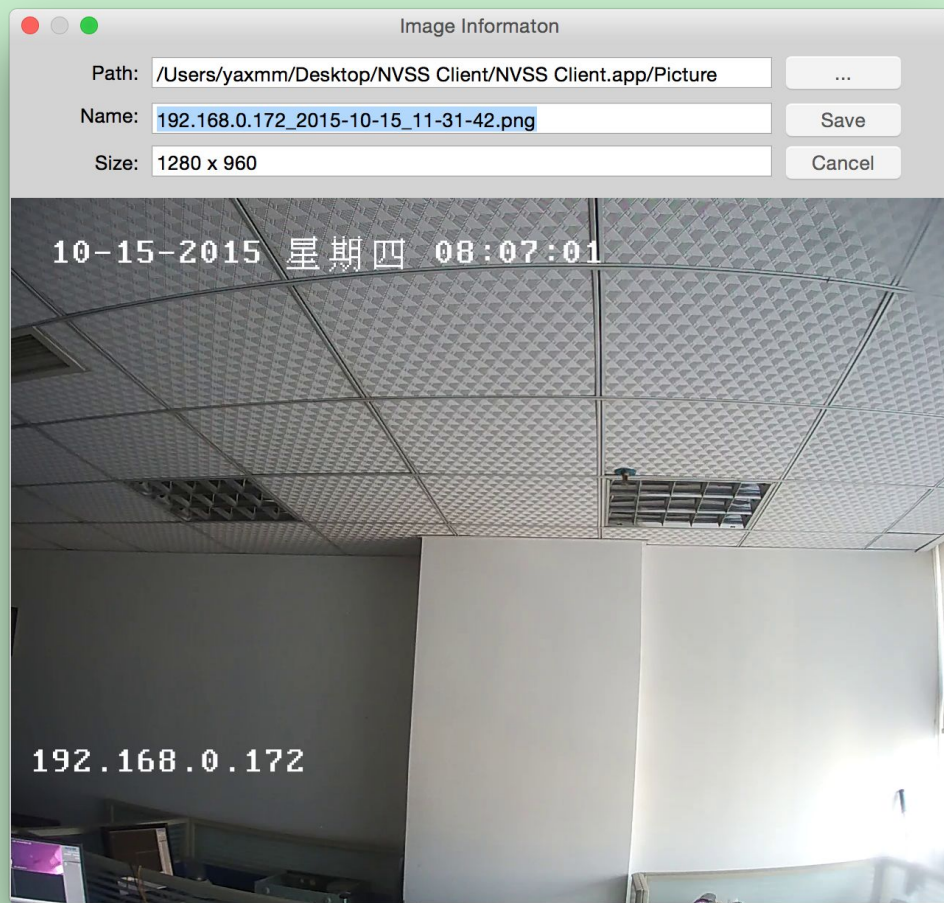 Image Informaton
Path: /Users/yaxmm/Desktop/NVSS Client/NVSS Client.app/Picture ...
Name: 192.168.0.172_2015-10-15_11-31-42.png Save
Size: 1280 x 960 Cancel
10-15-2015 星期四 08:07:01
192.168.0.172